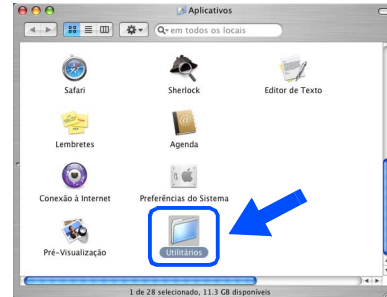 Aplicativos
em todos os locais
Safari
Sherlock
Editor de Texto
Lembretes
Agenda
Conexão à Internet
Preferências do Sistema
Pré-Visualização
Utilitários
1 de 28 selecionado, 11.3 GB disponíveis